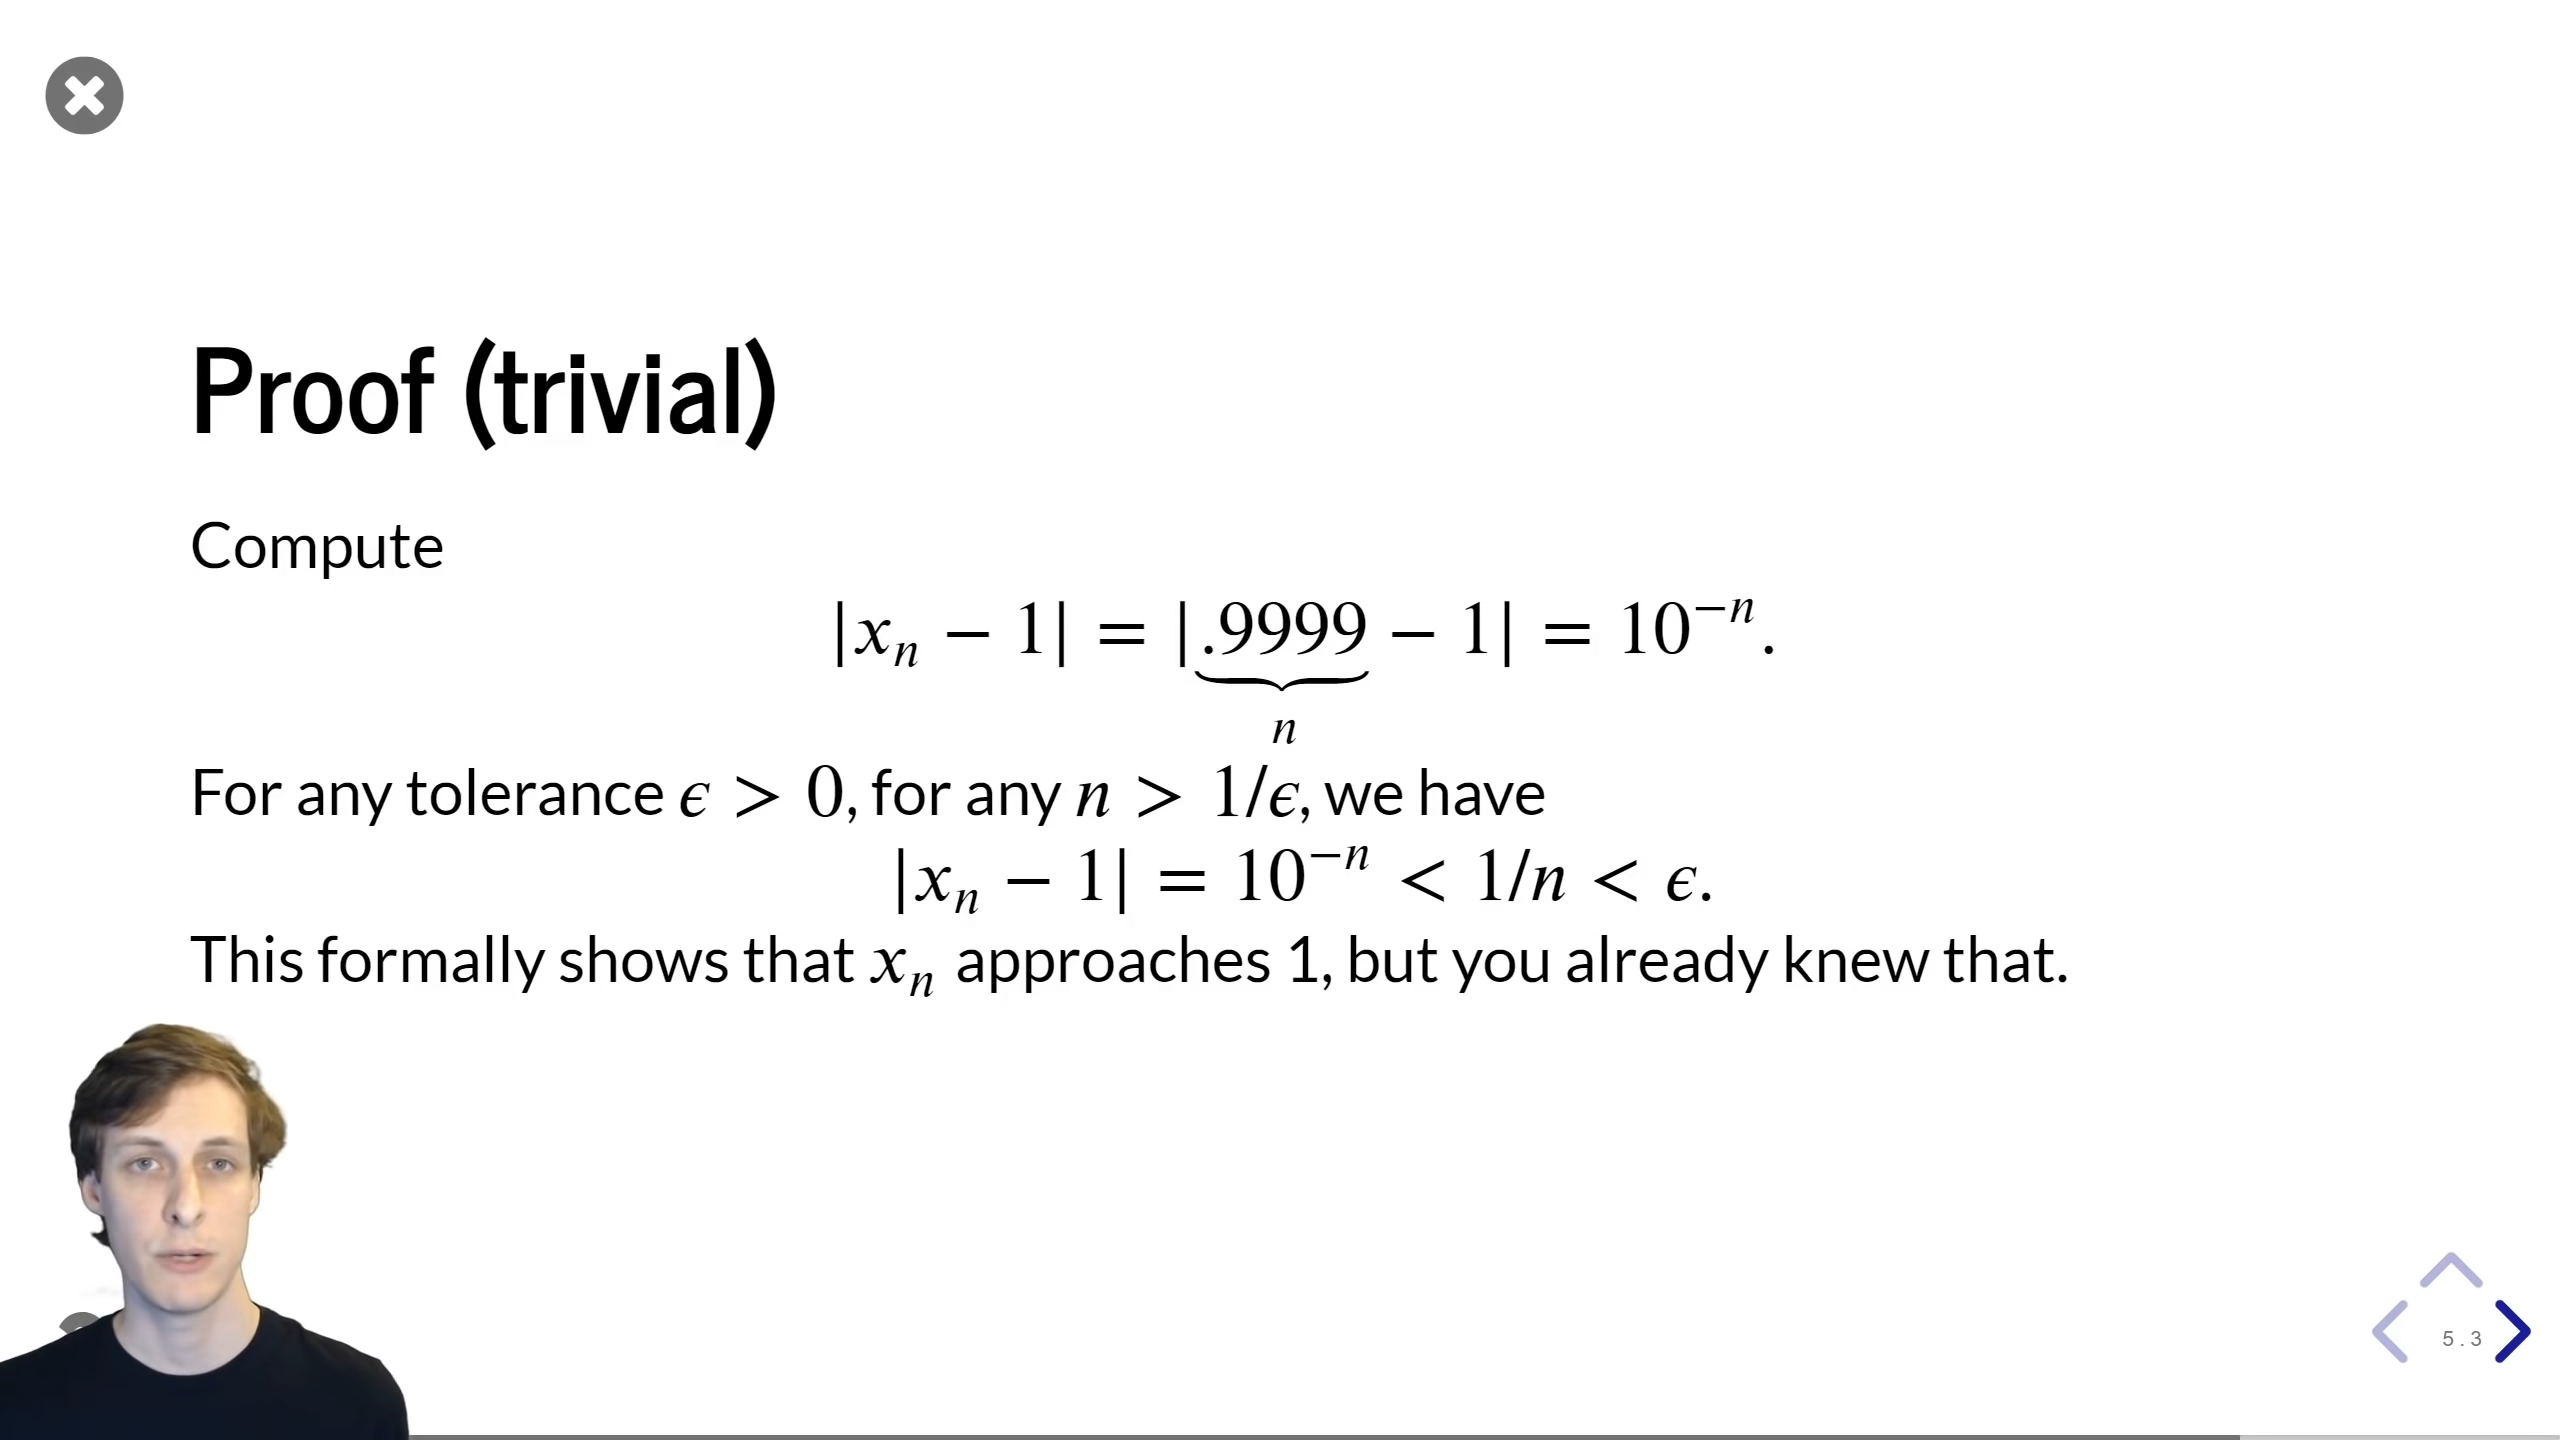 Proof (trivial)
Compute
|xₙ − 1| = |.9999 − 1| = 10⁻ⁿ.
n
For any tolerance ϵ > 0, for any n > 1/ϵ, we have
|xₙ − 1| = 10⁻ⁿ < 1/n < ϵ.
This formally shows that xₙ approaches 1, but you already knew that.
5.3